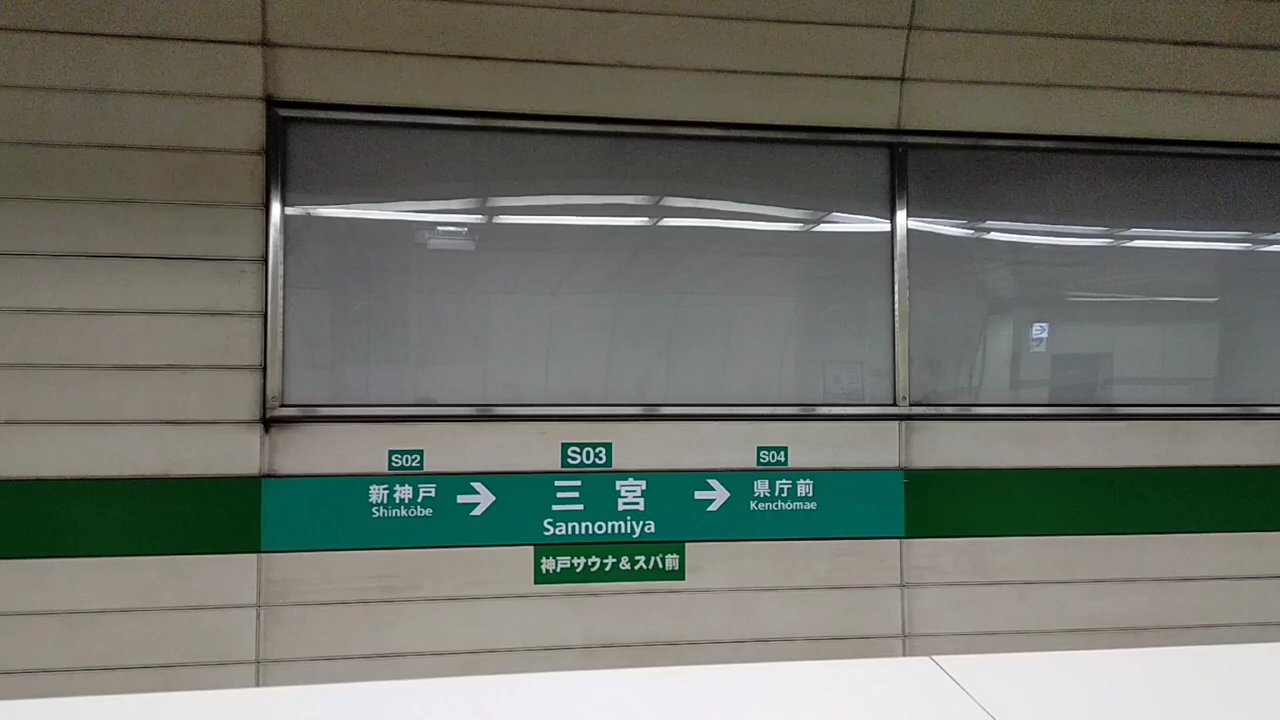 S02
新神戸
Shinkōbe
→
S03
三宮
Sannomiya
→
S04
県庁前
Kenchōmae
神戸サウナ&スパ前